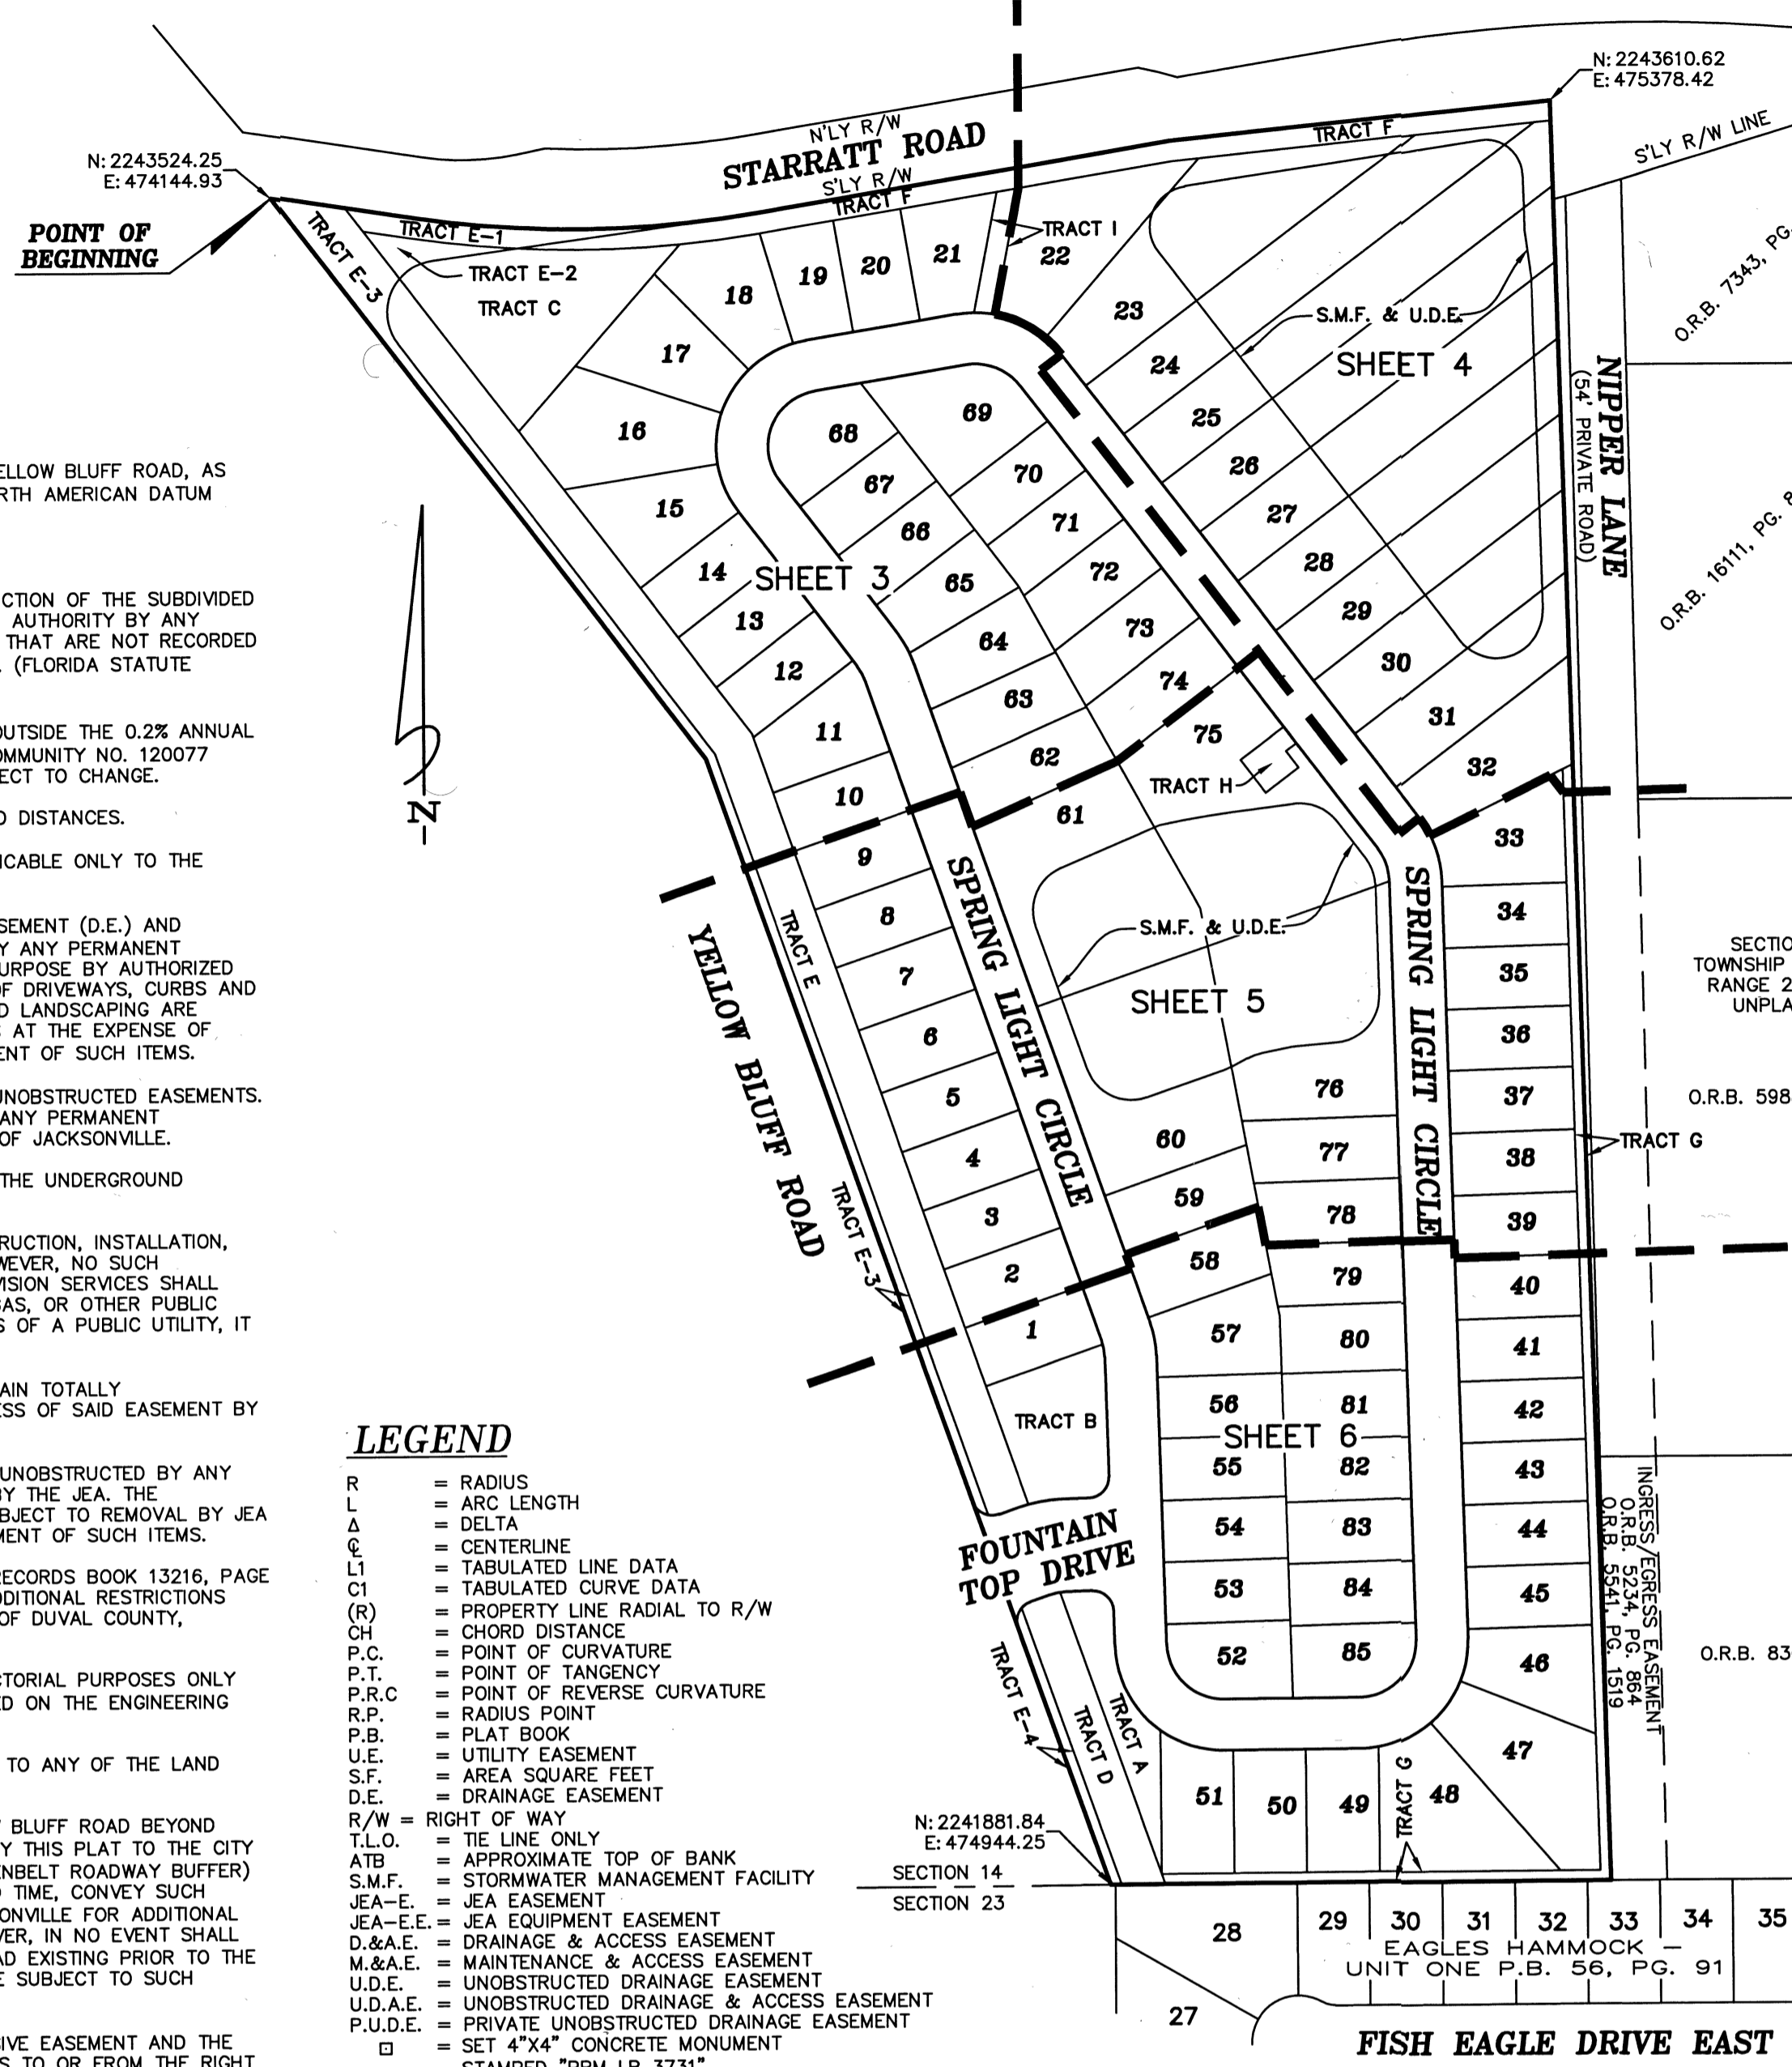 N: 2243610.62
E: 475378.42
N: 2243524.25
E: 474144.93
POINT OF
BEGINNING
N'LY R/W
STARRATT ROAD
S'LY R/W
TRACT F
TRACT F
S'LY R/W LINE
TRACT E-3
TRACT E-1
TRACT E-2
TRACT C
TRACT I
22
21
20
19
18
17
16
15
14
13
12
11
10
23
24
25
26
27
28
29
30
31
32
S.M.F. & U.D.E.
SHEET 4
NIPPER LANE
(54' PRIVATE ROAD)
O.R.B. 7343, PG.
O.R.B. 16111, PG. 8
68
69
67
70
66
71
65
72
64
73
63
74
62
75
SHEET 3
TRACT H
61
9
8
7
6
5
4
3
2
1
SPRING LIGHT CIRCLE
SPRING LIGHT CIRCLE
YELLOW BLUFF ROAD
TRACT E
TRACT E-3
S.M.F. & U.D.E.
SHEET 5
33
34
35
36
37
38
39
40
41
42
43
44
45
46
47
48
49
50
51
60
59
58
57
56
55
54
53
52
76
77
78
79
80
81
82
83
84
85
SHEET 6
TRACT G
SECTIO
TOWNSHIP
RANGE 2
UNPLA
O.R.B. 598
TRACT B
FOUNTAIN
TOP DRIVE
TRACT E-4
TRACT D
TRACT A
TRACT G
INGRESS/EGRESS EASEMENT
O.R.B. 5234, PG. 864
O.R.B. 5541, PG. 1519
O.R.B. 83
N: 2241881.84
E: 474944.25
SECTION 14
SECTION 23
28
29
30
31
32
33
34
35
27
EAGLES HAMMOCK –
UNIT ONE P.B. 56, PG. 91
FISH EAGLE DRIVE EAST
N
ELLOW BLUFF ROAD, AS
RTH AMERICAN DATUM
CTION OF THE SUBDIVIDED
AUTHORITY BY ANY
THAT ARE NOT RECORDED
. (FLORIDA STATUTE
OUTSIDE THE 0.2% ANNUAL
OMMUNITY NO. 120077
ECT TO CHANGE.
D DISTANCES.
ICABLE ONLY TO THE
SEMENT (D.E.) AND
Y ANY PERMANENT
URPOSE BY AUTHORIZED
OF DRIVEWAYS, CURBS AND
D LANDSCAPING ARE
S AT THE EXPENSE OF
ENT OF SUCH ITEMS.
UNOBSTRUCTED EASEMENTS.
ANY PERMANENT
OF JACKSONVILLE.
THE UNDERGROUND
RUCTION, INSTALLATION,
WEVER, NO SUCH
VISION SERVICES SHALL
GAS, OR OTHER PUBLIC
S OF A PUBLIC UTILITY, IT
AIN TOTALLY
ESS OF SAID EASEMENT BY
UNOBSTRUCTED BY ANY
BY THE JEA. THE
BJECT TO REMOVAL BY JEA
MENT OF SUCH ITEMS.
RECORDS BOOK 13216, PAGE
DDITIONAL RESTRICTIONS
OF DUVAL COUNTY,
CTORIAL PURPOSES ONLY
ED ON THE ENGINEERING
TO ANY OF THE LAND
BLUFF ROAD BEYOND
Y THIS PLAT TO THE CITY
ENBELT ROADWAY BUFFER)
TIME, CONVEY SUCH
ONVILLE FOR ADDITIONAL
VER, IN NO EVENT SHALL
AD EXISTING PRIOR TO THE
E SUBJECT TO SUCH
SIVE EASEMENT AND THE
S TO OR FROM THE RIGHT
LEGEND
R = RADIUS
L = ARC LENGTH
Δ = DELTA
℄ = CENTERLINE
L1 = TABULATED LINE DATA
C1 = TABULATED CURVE DATA
(R) = PROPERTY LINE RADIAL TO R/W
CH = CHORD DISTANCE
P.C. = POINT OF CURVATURE
P.T. = POINT OF TANGENCY
P.R.C = POINT OF REVERSE CURVATURE
R.P. = RADIUS POINT
P.B. = PLAT BOOK
U.E. = UTILITY EASEMENT
S.F. = AREA SQUARE FEET
D.E. = DRAINAGE EASEMENT
R/W = RIGHT OF WAY
T.L.O. = TIE LINE ONLY
ATB = APPROXIMATE TOP OF BANK
S.M.F. = STORMWATER MANAGEMENT FACILITY
JEA-E. = JEA EASEMENT
JEA-E.E. = JEA EQUIPMENT EASEMENT
D.&A.E. = DRAINAGE & ACCESS EASEMENT
M.&A.E. = MAINTENANCE & ACCESS EASEMENT
U.D.E. = UNOBSTRUCTED DRAINAGE EASEMENT
U.D.A.E. = UNOBSTRUCTED DRAINAGE & ACCESS EASEMENT
P.U.D.E. = PRIVATE UNOBSTRUCTED DRAINAGE EASEMENT
= SET 4"X4" CONCRETE MONUMENT
STAMPED "PRM LB 3731"